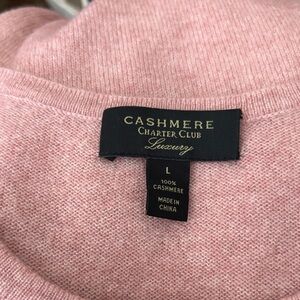 CASHMERE
CHARTER CLUB
Luxury
L
100%
CASHMERE
MADE IN
CHINA